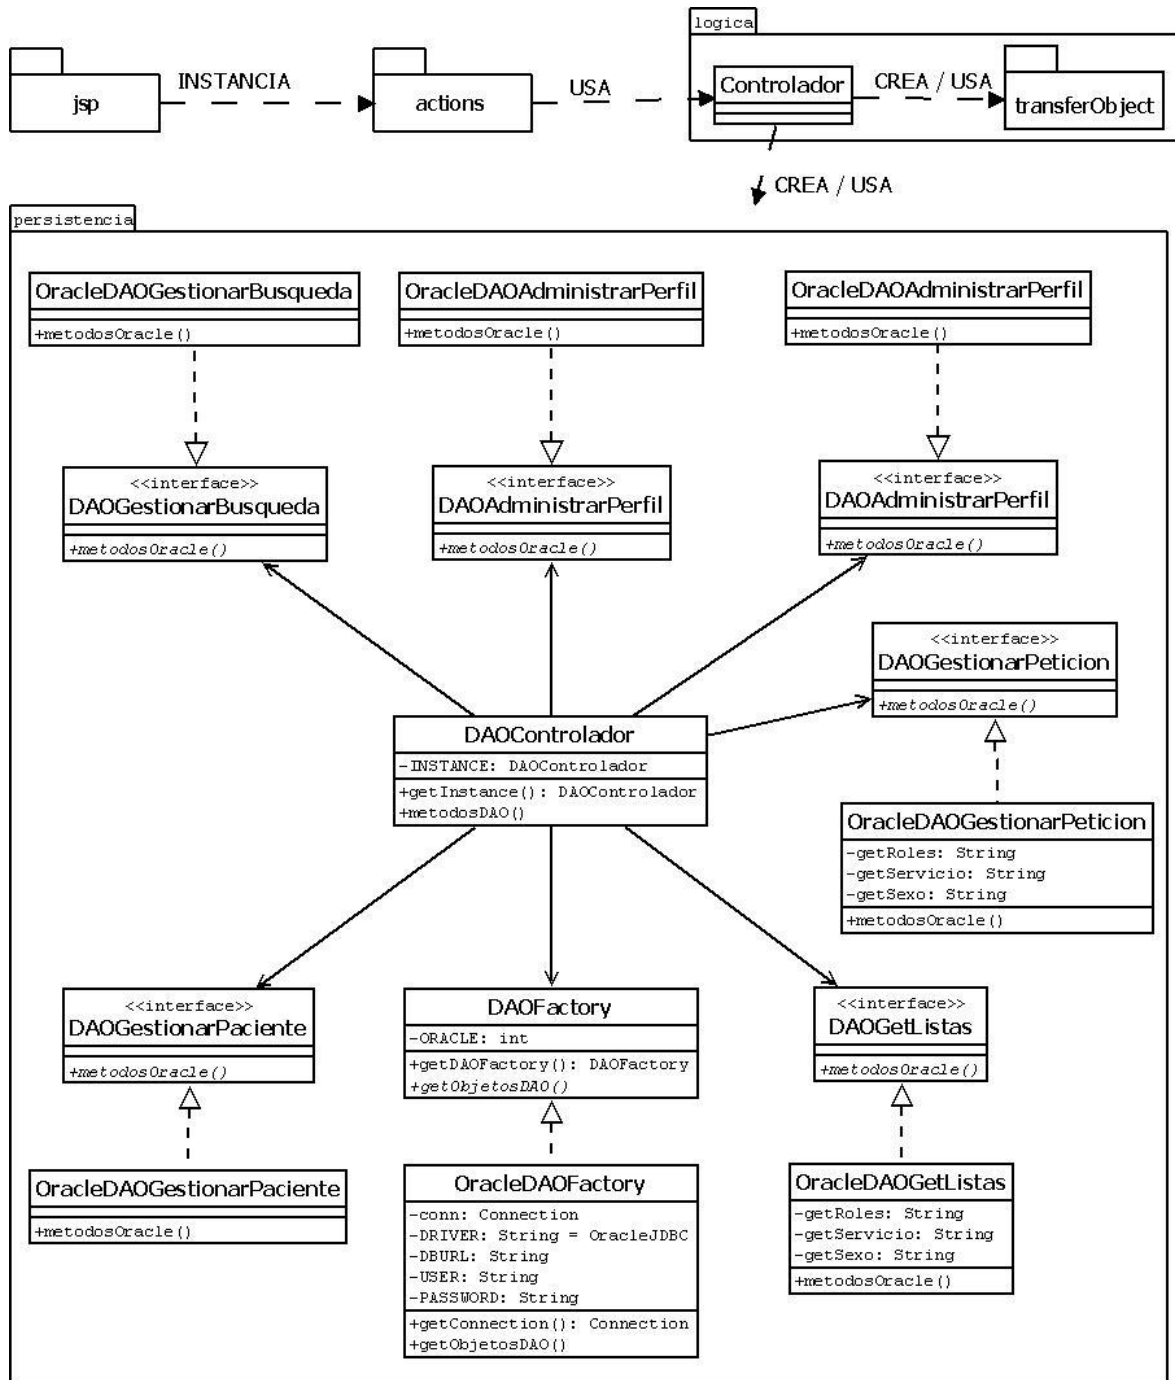 logica
jsp
INSTANCIA
actions
USA
Controlador
CREA / USA
transferObject
CREA / USA
persistencia
OracleDAOGestionarBusqueda
+metodosOracle()
OracleDAOAdministrarPerfil
+metodosOracle()
OracleDAOAdministrarPerfil
+metodosOracle()
<<interface>>
DAOGestionarBusqueda
+metodosOracle()
<<interface>>
DAOAdministrarPerfil
+metodosOracle()
<<interface>>
DAOAdministrarPerfil
+metodosOracle()
<<interface>>
DAOGestionarPeticion
+metodosOracle()
DAOControlador
-INSTANCE: DAOControlador
+getInstance(): DAOControlador
+metodosDAO()
OracleDAOGestionarPeticion
-getRoles: String
-getServicio: String
-getSexo: String
+metodosOracle()
<<interface>>
DAOGestionarPaciente
+metodosOracle()
DAOFactory
-ORACLE: int
+getDAOFactory(): DAOFactory
+getObjetosDAO()
<<interface>>
DAOGetListas
+metodosOracle()
OracleDAOGestionarPaciente
+metodosOracle()
OracleDAOFactory
-conn: Connection
-DRIVER: String = OracleJDBC
-DBURL: String
-USER: String
-PASSWORD: String
+getConnection(): Connection
+getObjetosDAO()
OracleDAOGetListas
-getRoles: String
-getServicio: String
-getSexo: String
+metodosOracle()